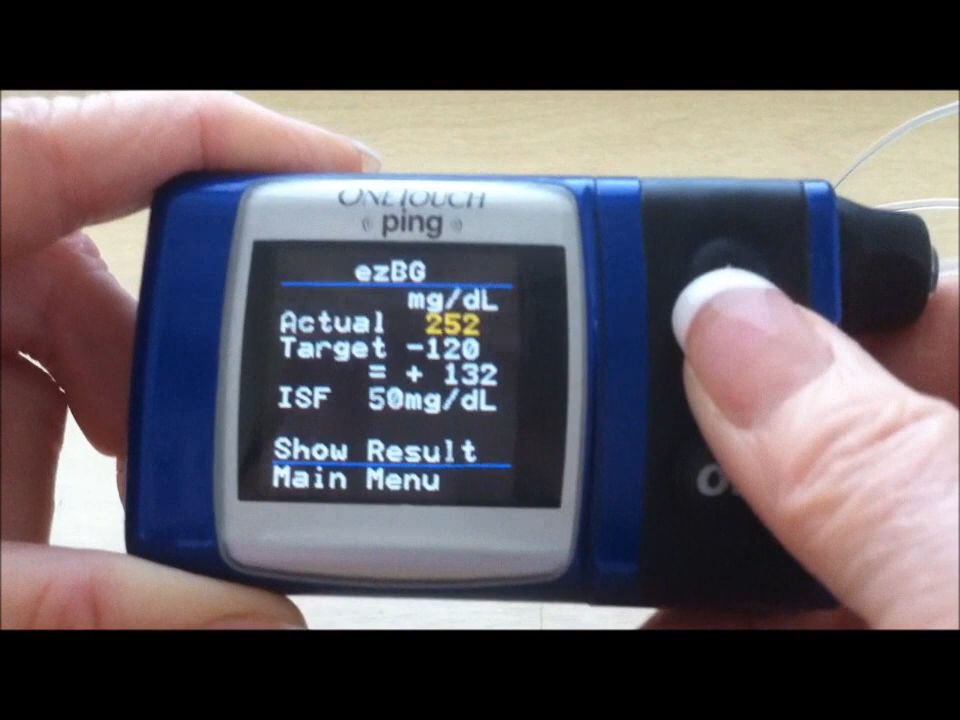 ONETOUCH
ping
ezBG
mg/dL
Actual 252
Target -120
= + 132
ISF 50mg/dL
Show Result
Main Menu